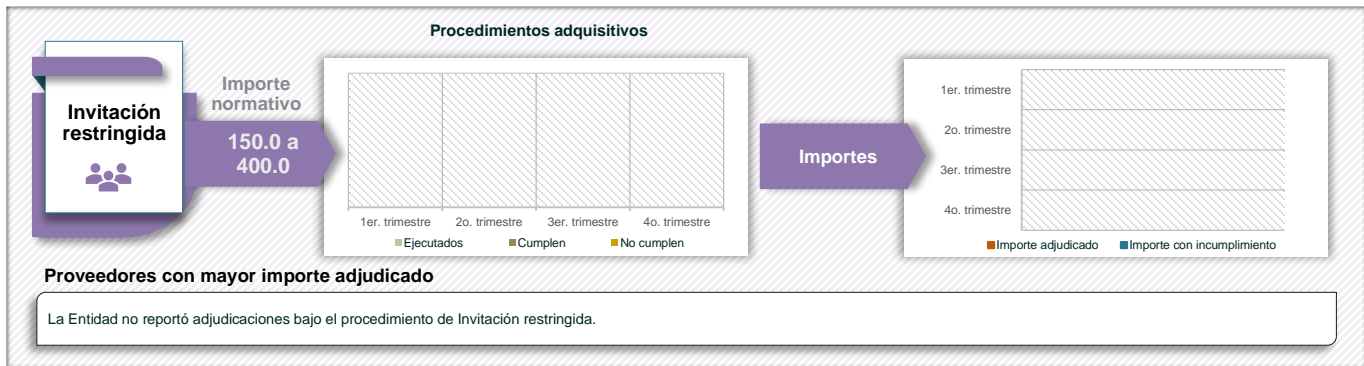 Procedimientos adquisitivos
Invitación
restringida
Importe
normativo
150.0 a
400.0
1er. trimestre 2o. trimestre 3er. trimestre 4o. trimestre
Ejecutados Cumplen No cumplen
Importes
1er. trimestre
2o. trimestre
3er. trimestre
4o. trimestre
Importe adjudicado Importe con incumplimiento
Proveedores con mayor importe adjudicado
La Entidad no reportó adjudicaciones bajo el procedimiento de Invitación restringida.